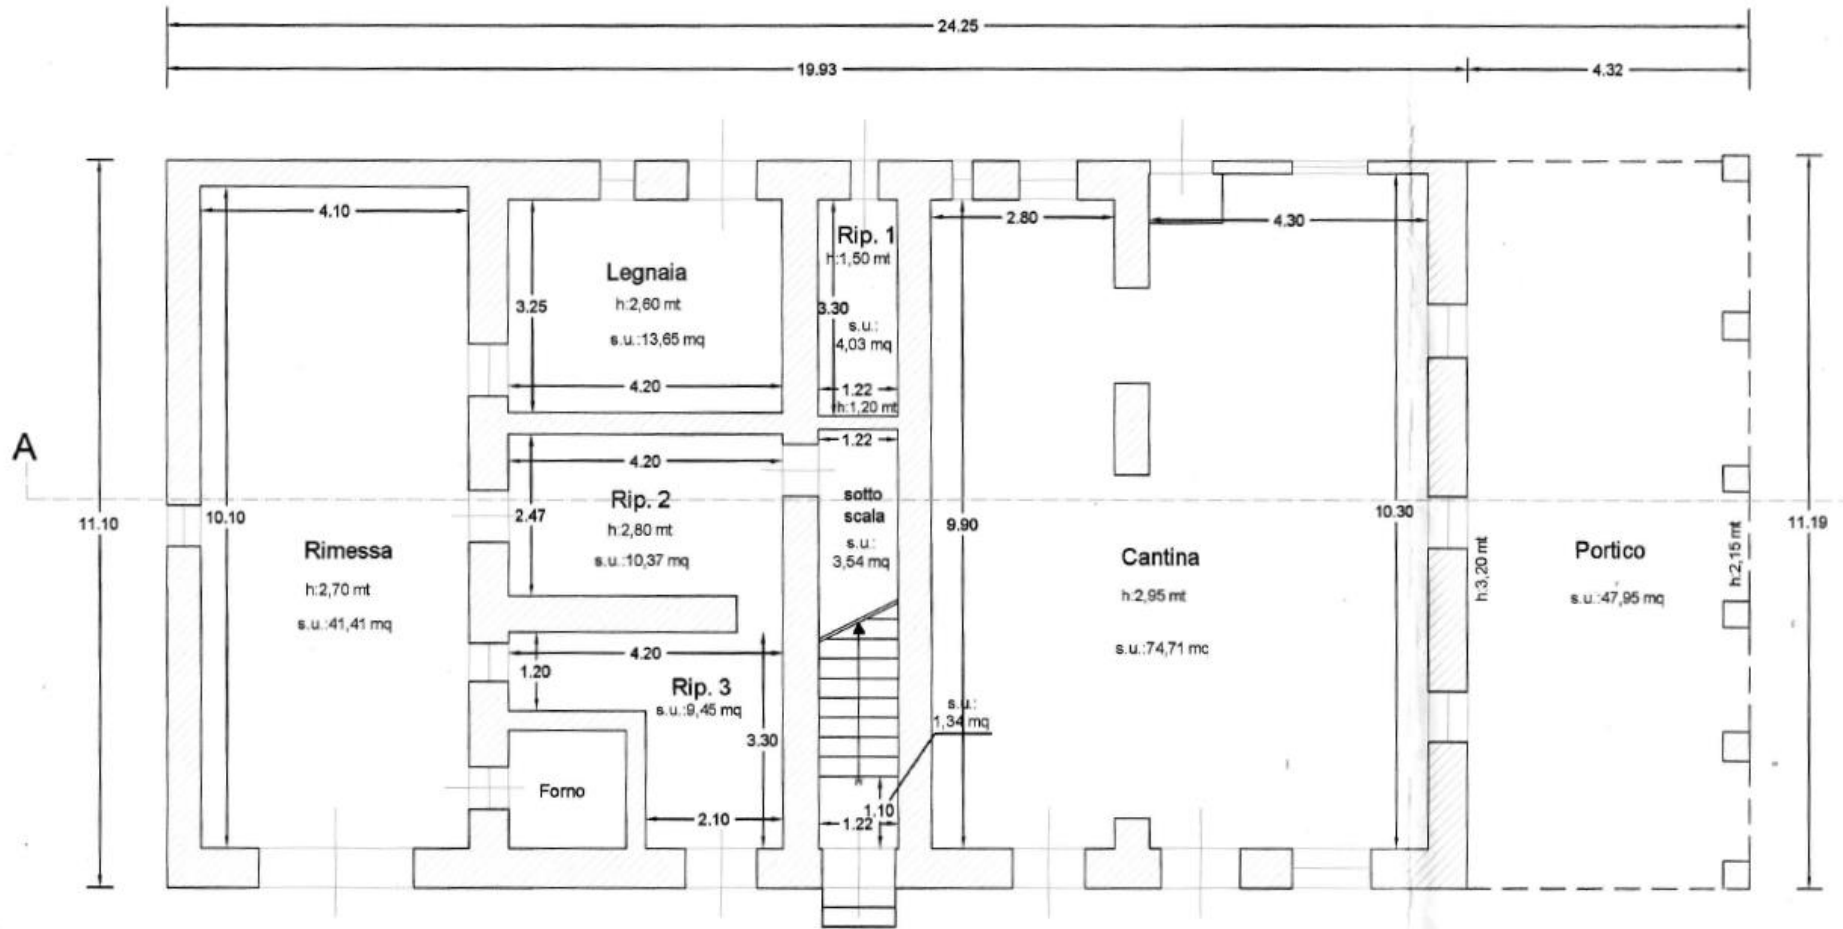 24.25
19.93
4.32
4.10
2.80
4.30
Rip. 1
h:1,50 mt
Legnaia
h:2,60 mt
s.u.:13,65 mq
3.25
3.30
s.u.:
4,03 mq
4.20
1.22
h:1,20 mt
1.22
A
4.20
Rip. 2
h:2,80 mt
s.u.:10,37 mq
2.47
sotto
scala
s.u.:
3,54 mq
11.10
10.10
9.90
10.30
11.19
Rimessa
h:2,70 mt
s.u.:41,41 mq
Cantina
h:2,95 mt
s.u.:74,71 mc
h:3,20 mt
Portico
s.u.:47,95 mq
h:2,15 mt
4.20
1.20
Rip. 3
s.u.:9,45 mq
3.30
s.u.:
1,34 mq
Forno
2.10
1.10
1.22